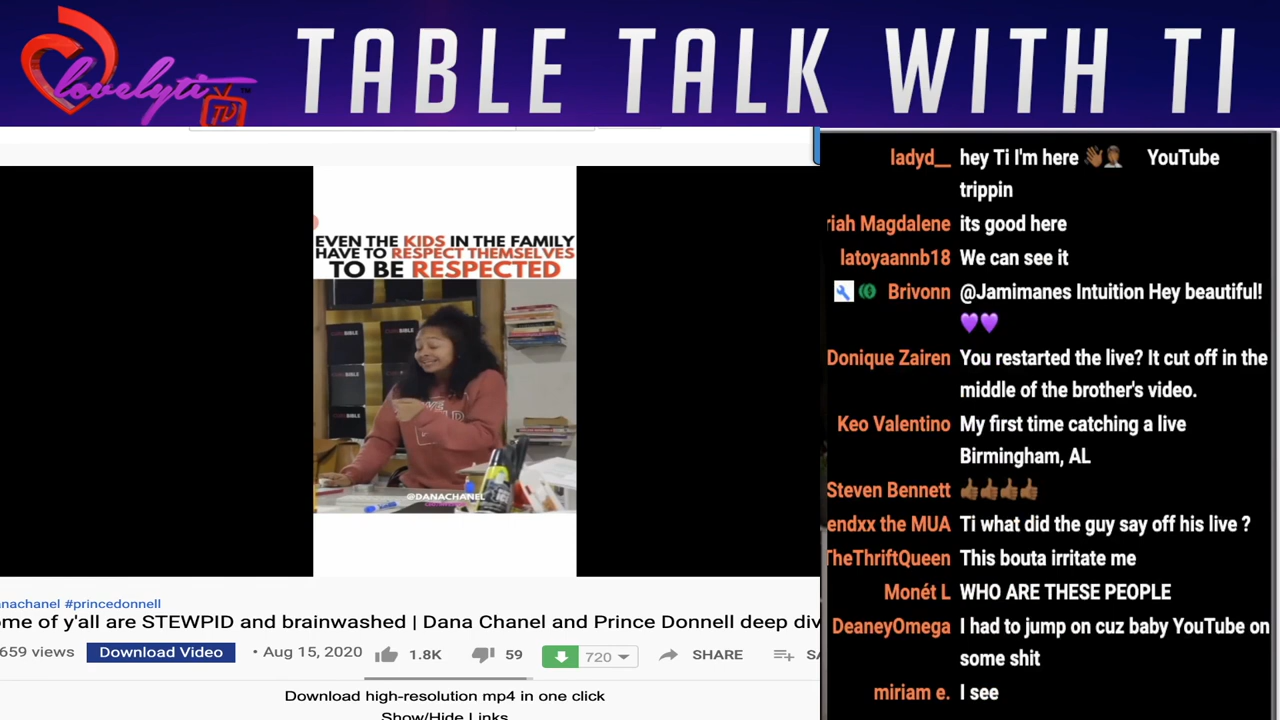 lovelyti TV ™
TABLE TALK WITH TI
EVEN THE KIDS IN THE FAMILY
HAVE TO RESPECT THEMSELVES
TO BE RESPECTED
BIBLE
@DANACHANEL
nachanel #princedonnell
me of y'all are STEWPID and brainwashed | Dana Chanel and Prince Donnell deep div
659 views
Download Video
• Aug 15, 2020
1.8K
59
720
SHARE
SA
Download high-resolution mp4 in one click
Show/Hide Links
ladyd__ hey Ti I'm here 👋🏾🤦🏾 YouTube
trippin
riah Magdalene its good here
latoyaannb18 We can see it
Brivonn @Jamimanes Intuition Hey beautiful!
💜💜
Donique Zairen You restarted the live? It cut off in the
middle of the brother's video.
Keo Valentino My first time catching a live
Birmingham, AL
Steven Bennett 👍🏾👍🏾👍🏾👍🏾
endxx the MUA Ti what did the guy say off his live ?
TheThriftQueen This bouta irritate me
Monét L WHO ARE THESE PEOPLE
DeaneyOmega I had to jump on cuz baby YouTube on
some shit
miriam e. I see